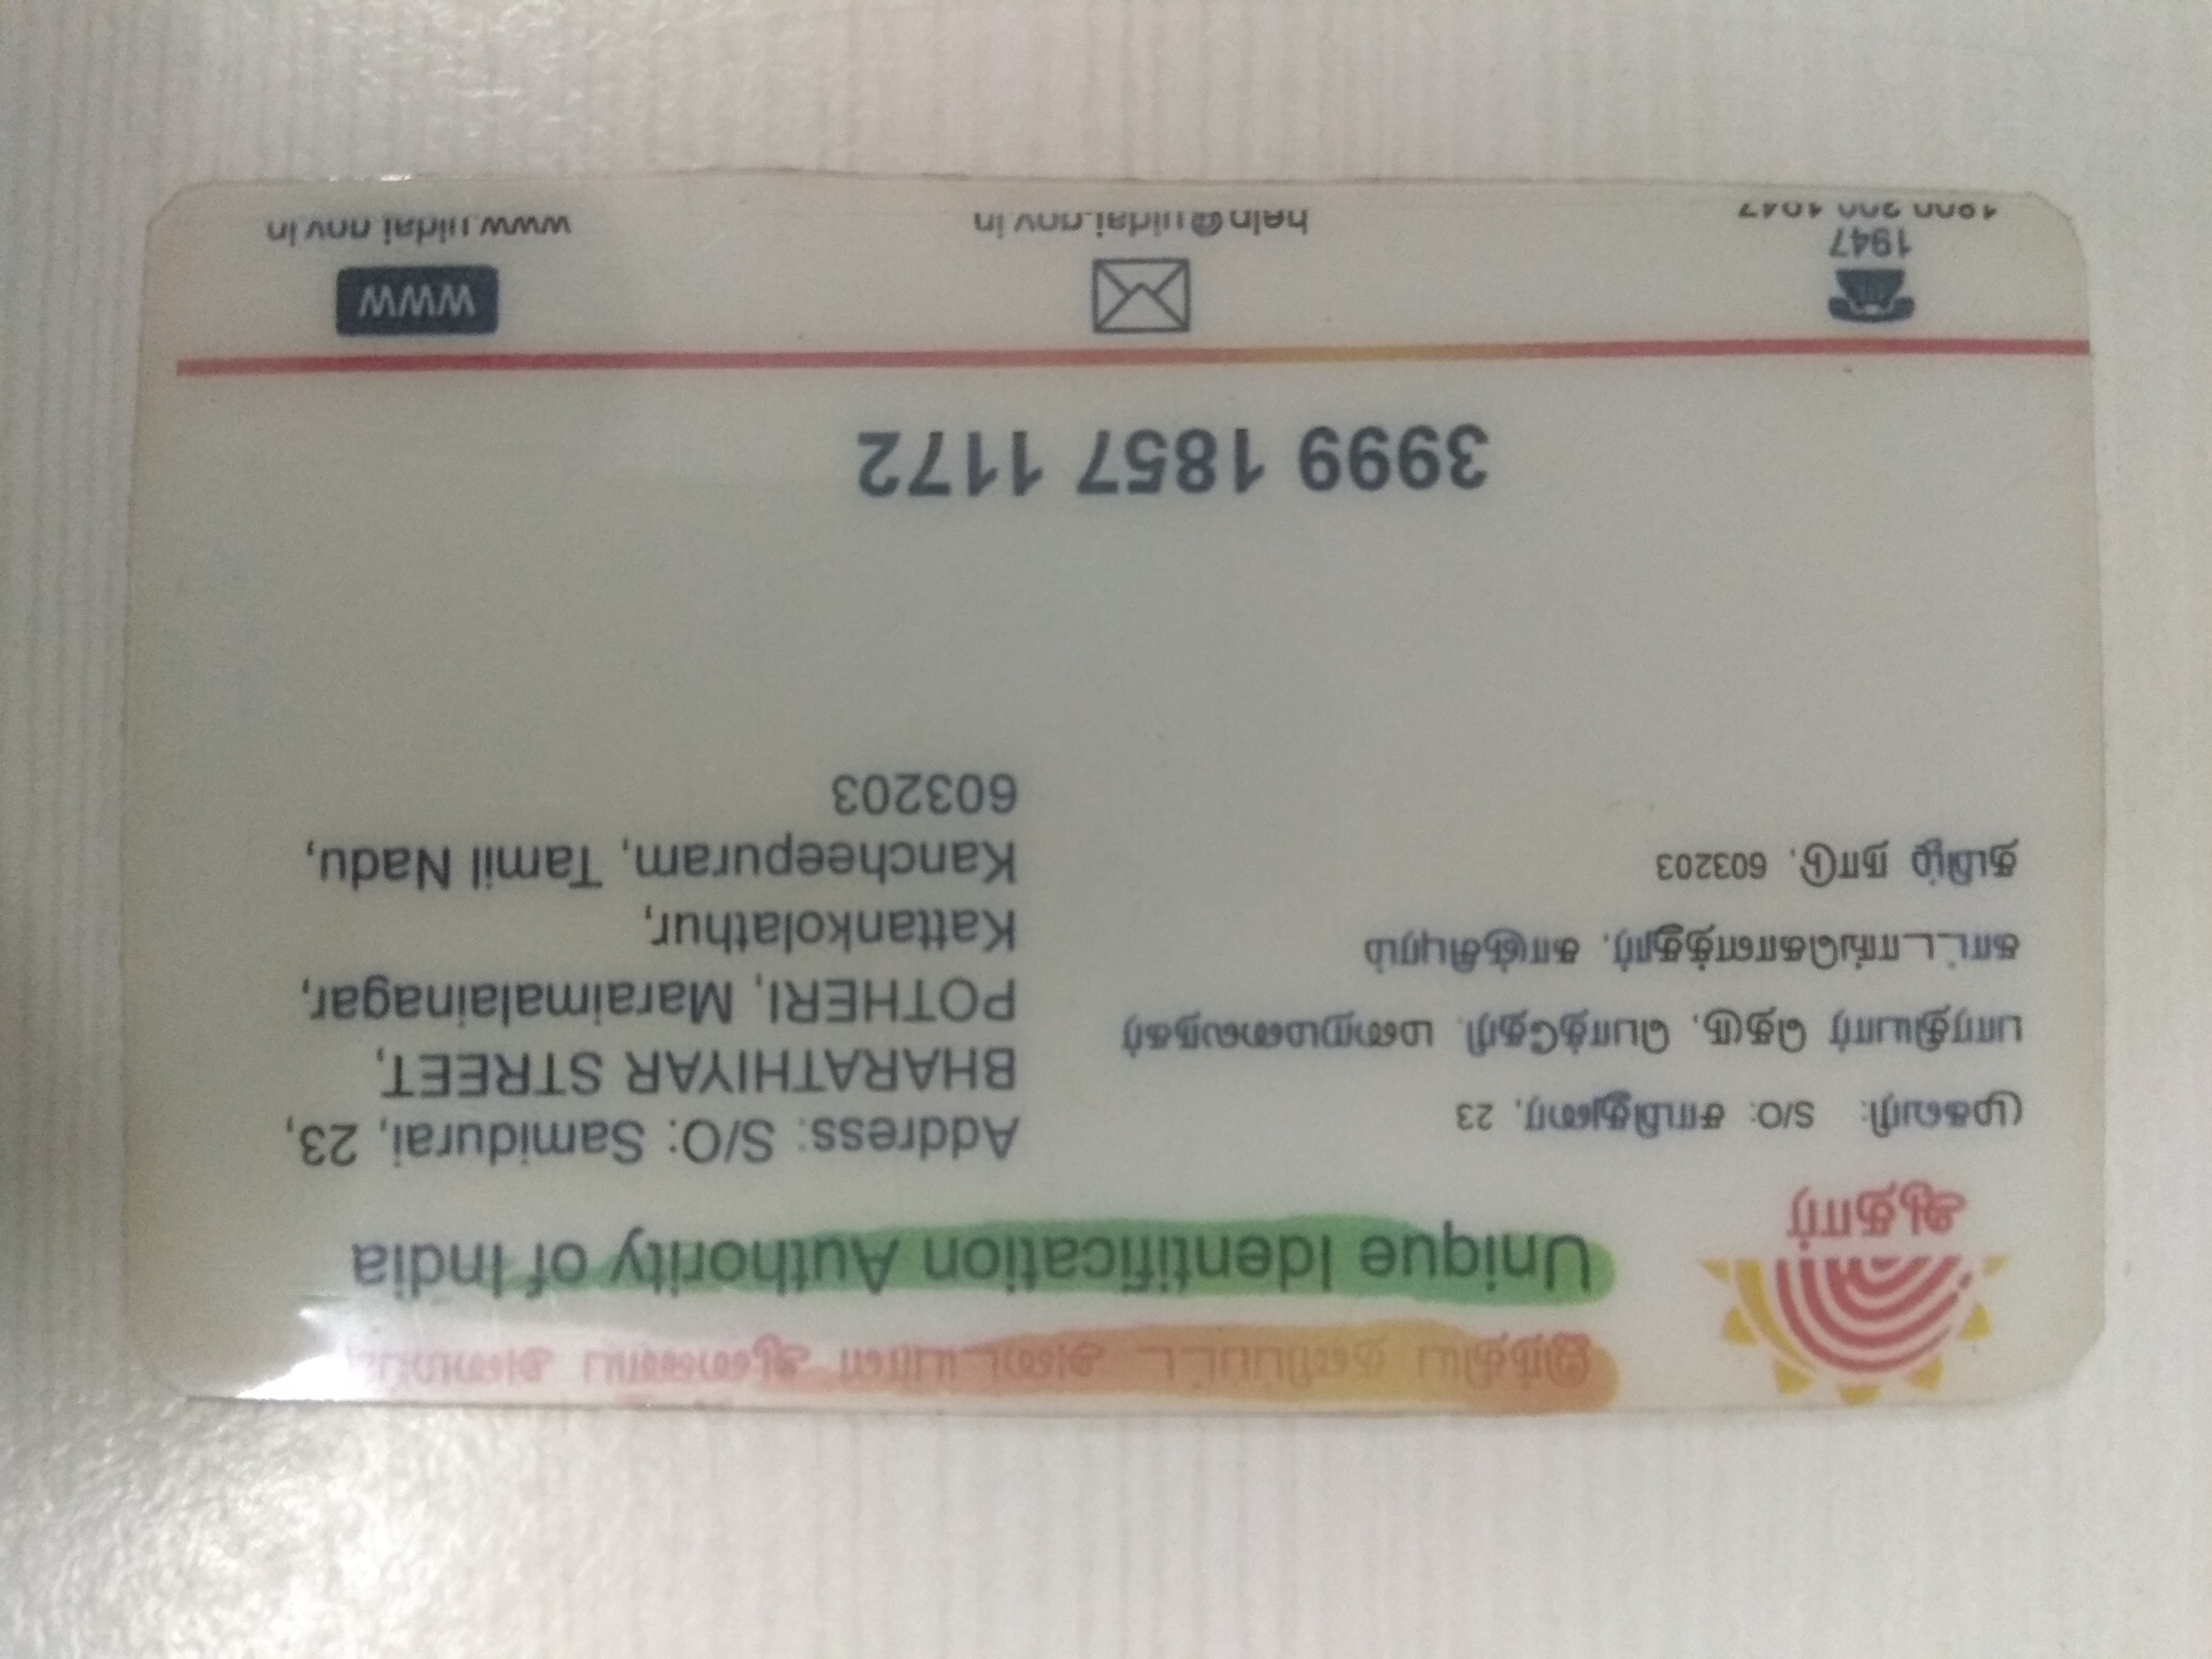 இந்திய தனிப்பட்ட அடையாள ஆணைய அமைப்பு
Unique Identification Authority of India
ஆதார்
முகவரி: S/O: சாமிதுரை, 23
பாரதியார் தெரு, பொத்தேரி, மறைமலைநகர்
காட்டாங்கொளத்தூர், காஞ்சிபுரம்
தமிழ் நாடு, 603203
Address: S/O: Samidurai, 23,
BHARATHIYAR STREET,
POTHERI, Maraimalainagar,
Kattankolathur,
Kancheepuram, Tamil Nadu,
603203
3999 1857 1172
1947
1800 300 1947
help@uidai.gov.in
WWW
www.uidai.gov.in